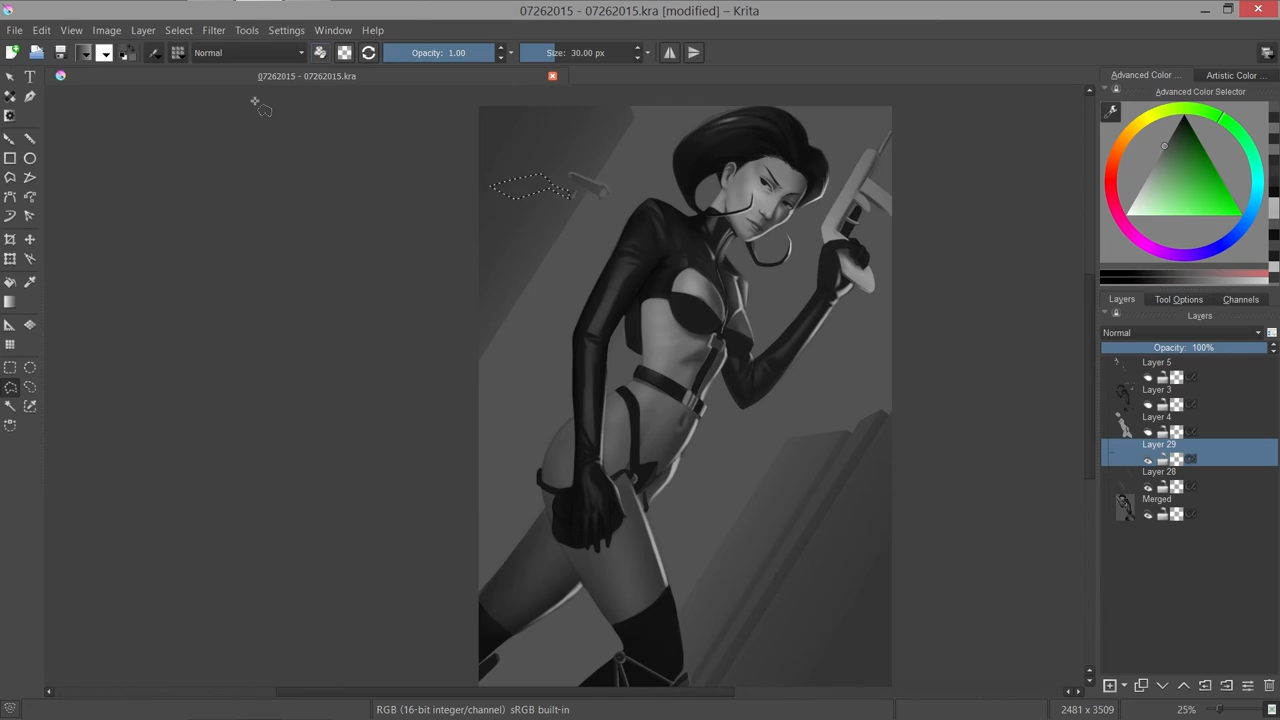 07262015 - 07262015.kra [modified] – Krita
File Edit View Image Layer Select Filter Tools Settings Window Help
Normal Opacity: 1.00 Size: 30.00 px
07262015 - 07262015.kra
Advanced Color ... Artistic Color ...
Advanced Color Selector
Layers Tool Options Channels
Layers
Normal
Opacity: 100%
Layer 5
Layer 3
Layer 4
Layer 29
Layer 28
Merged
RGB (16-bit integer/channel) sRGB built-in 2481 x 3509 25%